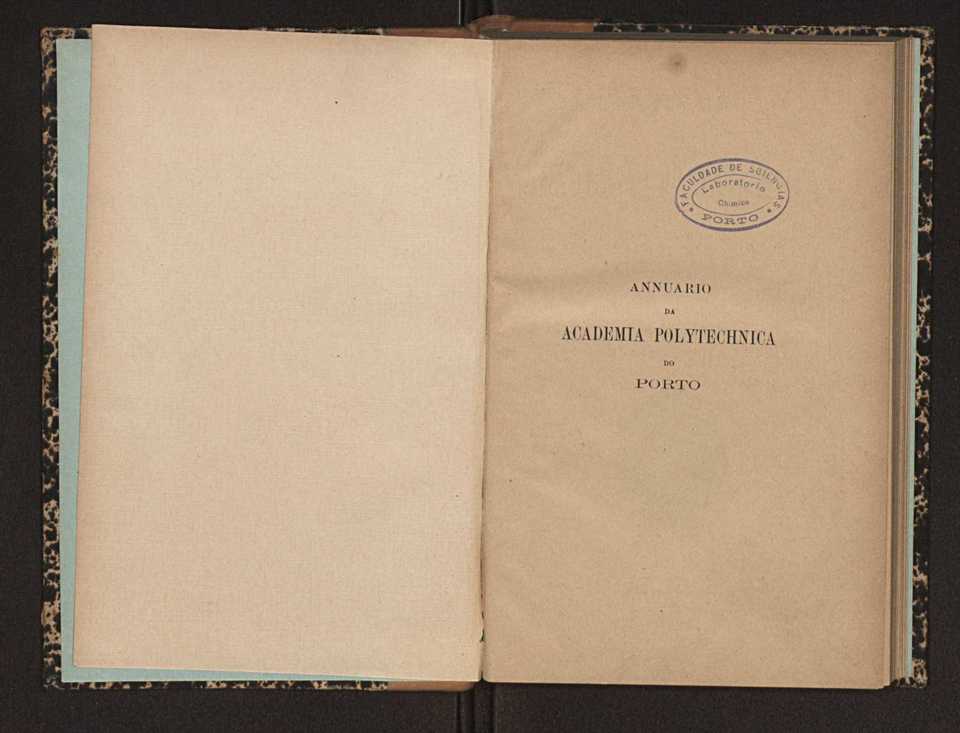 FACULDADE DE SCIENCIAS
Laboratorio
Chimico
PORTO
ANNUARIO
DA
ACADEMIA POLYTECHNICA
DO
PORTO